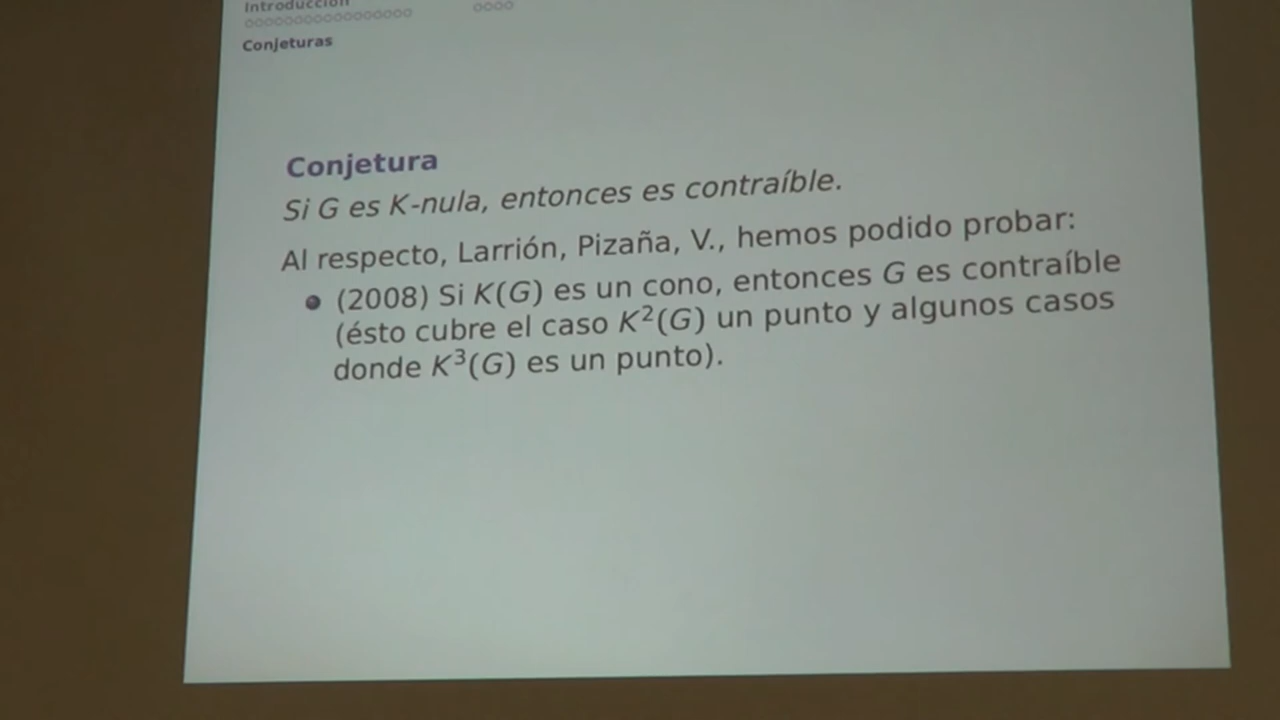 Introducción
Conjeturas
Conjetura
Si G es K-nula, entonces es contraíble.
Al respecto, Larrión, Pizaña, V., hemos podido probar:
(2008) Si K(G) es un cono, entonces G es contraíble
(ésto cubre el caso K²(G) un punto y algunos casos
donde K³(G) es un punto).